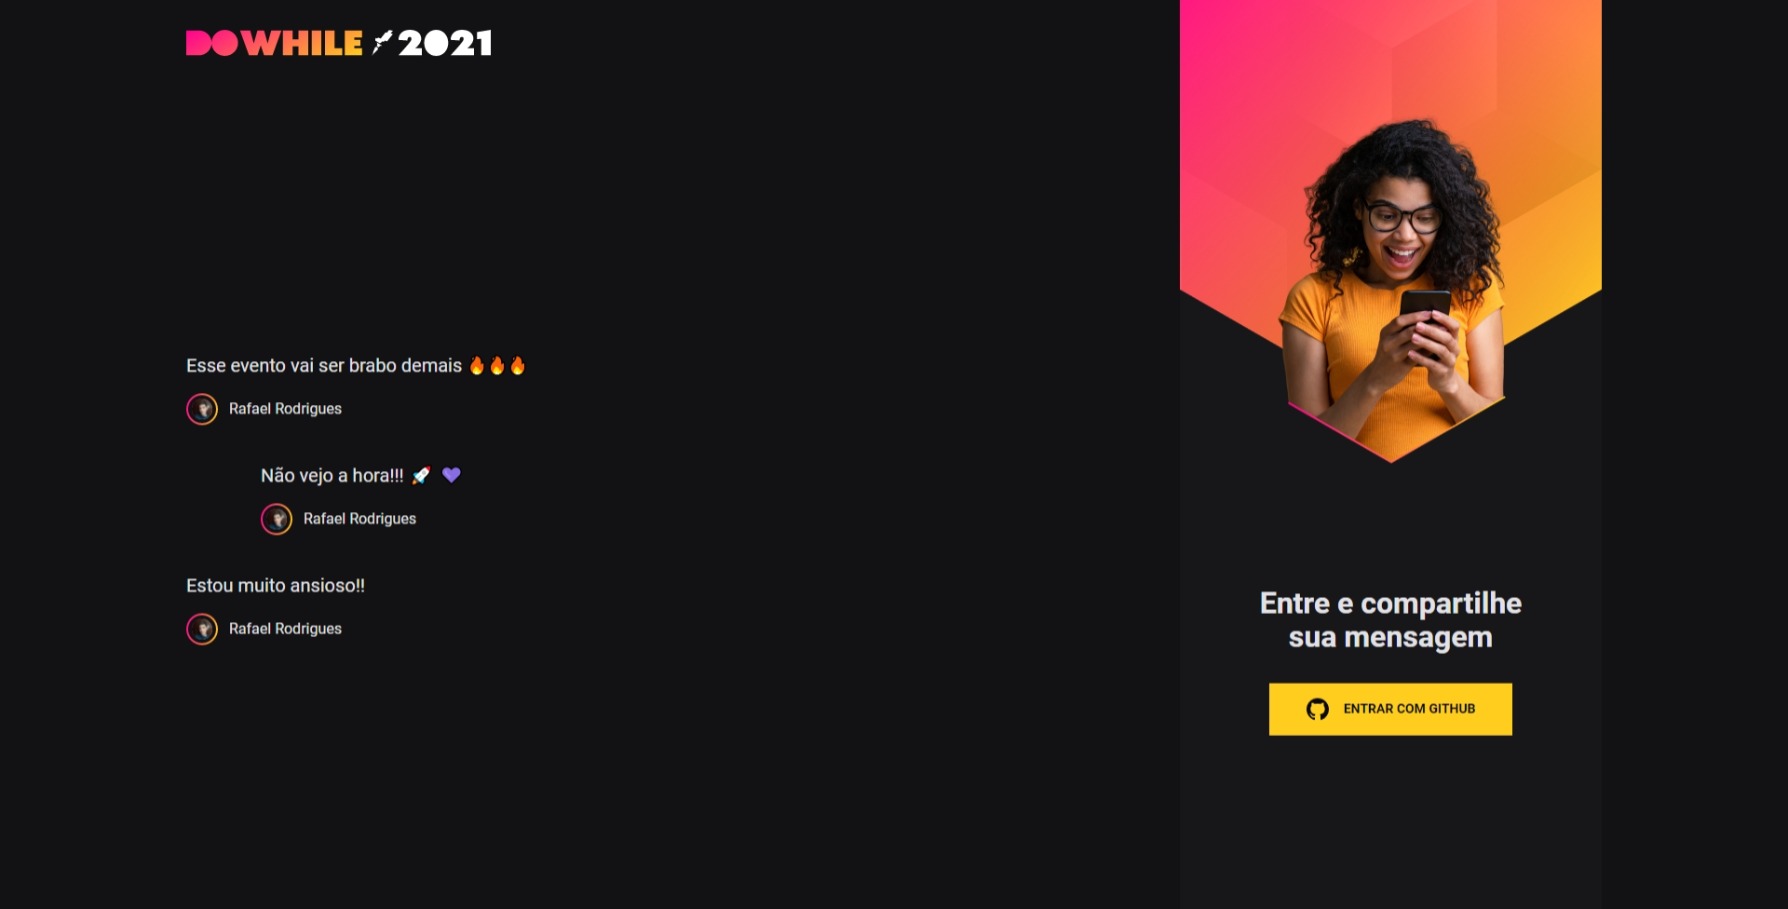 DOWHILE 2021
Esse evento vai ser brabo demais 🔥🔥🔥
Rafael Rodrigues
Não vejo a hora!!! 🚀 💜
Rafael Rodrigues
Estou muito ansioso!!
Rafael Rodrigues
Entre e compartilhe
sua mensagem
ENTRAR COM GITHUB